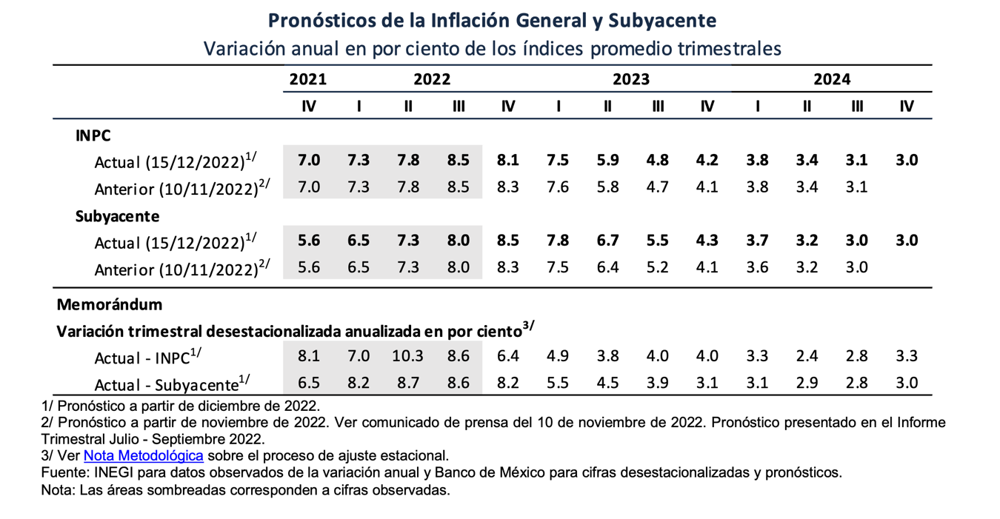 Pronósticos de la Inflación General y Subyacente
Variación anual en por ciento de los índices promedio trimestrales
2021 2022 2023 2024
IV I II III IV I II III IV I II III IV
INPC
Actual (15/12/2022)1/ 7.0 7.3 7.8 8.5 8.1 7.5 5.9 4.8 4.2 3.8 3.4 3.1 3.0
Anterior (10/11/2022)2/ 7.0 7.3 7.8 8.5 8.3 7.6 5.8 4.7 4.1 3.8 3.4 3.1
Subyacente
Actual (15/12/2022)1/ 5.6 6.5 7.3 8.0 8.5 7.8 6.7 5.5 4.3 3.7 3.2 3.0 3.0
Anterior (10/11/2022)2/ 5.6 6.5 7.3 8.0 8.3 7.5 6.4 5.2 4.1 3.6 3.2 3.0
Memorándum
Variación trimestral desestacionalizada anualizada en por ciento3/
Actual - INPC1/ 8.1 7.0 10.3 8.6 6.4 4.9 3.8 4.0 4.0 3.3 2.4 2.8 3.3
Actual - Subyacente1/ 6.5 8.2 8.7 8.6 8.2 5.5 4.5 3.9 3.1 3.1 2.9 2.8 3.0
1/ Pronóstico a partir de diciembre de 2022.
2/ Pronóstico a partir de noviembre de 2022. Ver comunicado de prensa del 10 de noviembre de 2022. Pronóstico presentado en el Informe
Trimestral Julio - Septiembre 2022.
3/ Ver Nota Metodológica sobre el proceso de ajuste estacional.
Fuente: INEGI para datos observados de la variación anual y Banco de México para cifras desestacionalizadas y pronósticos.
Nota: Las áreas sombreadas corresponden a cifras observadas.